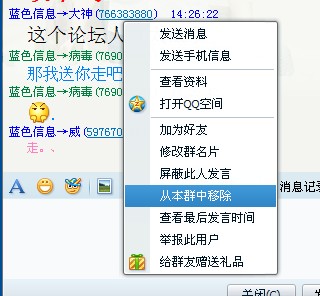 蓝色信息→大神(766383880) 14:26:22
这个论坛人
蓝色信息→病毒(7690
那我送你走吧
蓝色信息→病毒(7690
蓝色信息→威(597670
走。、
发送消息
发送手机信息
查看资料
打开QQ空间
加为好友
修改群名片
屏蔽此人发言
从本群中移除
查看最后发言时间
举报此用户
给群友赠送礼品
A
消息记录
关闭(C)